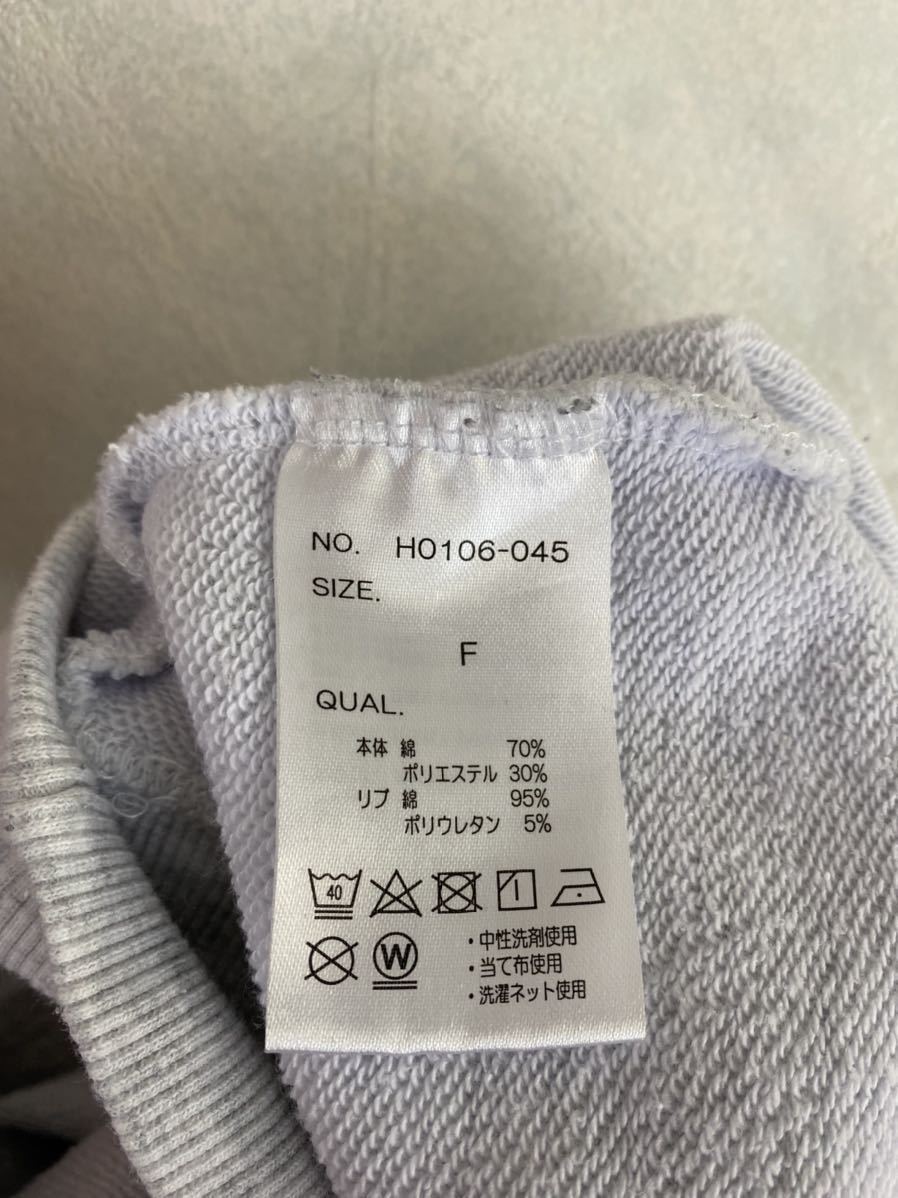 NO. H0106-045
SIZE.
F
QUAL.
本体 綿 70%
ポリエステル 30%
リブ 綿 95%
ポリウレタン 5%
40
W
・中性洗剤使用
・当て布使用
・洗濯ネット使用